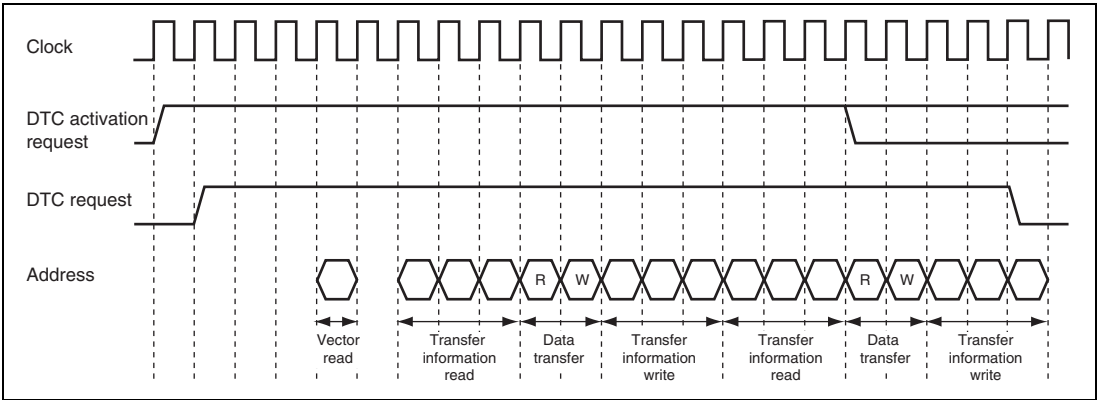 Clock
DTC activation
request
DTC request
Address
R
W
R
W
Vector
read
Transfer
information
read
Data
transfer
Transfer
information
write
Transfer
information
read
Data
transfer
Transfer
information
write